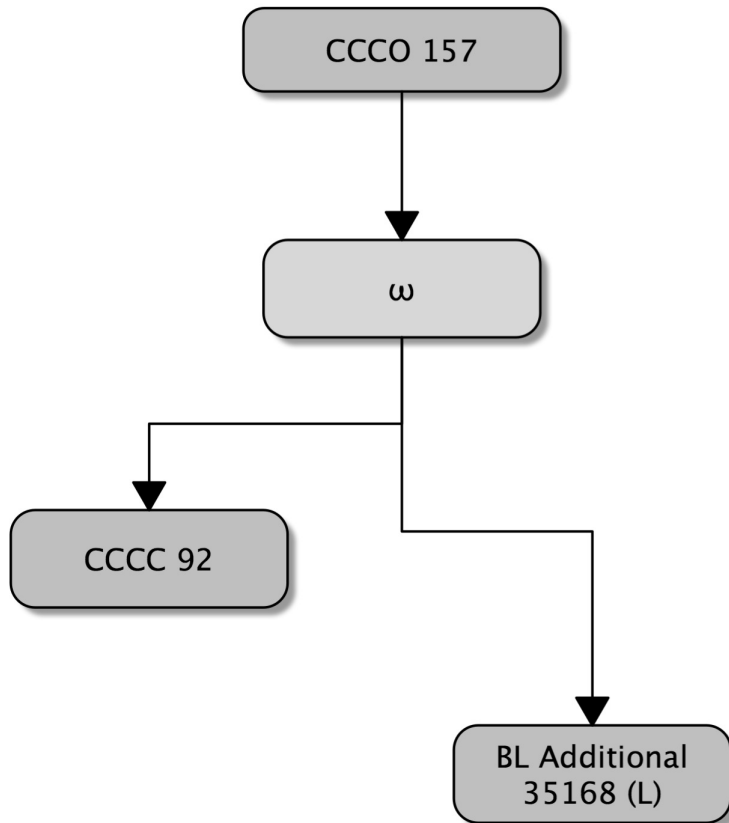 CCCO 157
ω
CCCC 92
BL Additional
35168 (L)